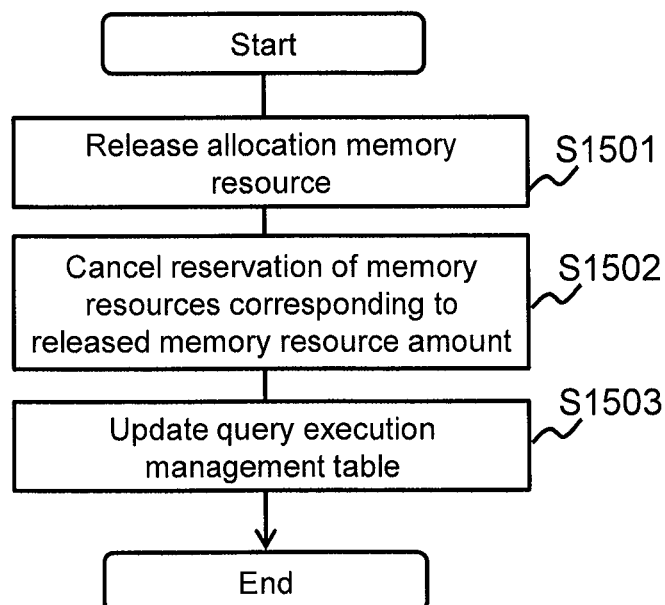 Start
Release allocation memory
resource
S1501
Cancel reservation of memory
resources corresponding to
released memory resource amount
S1502
Update query execution
management table
S1503
End